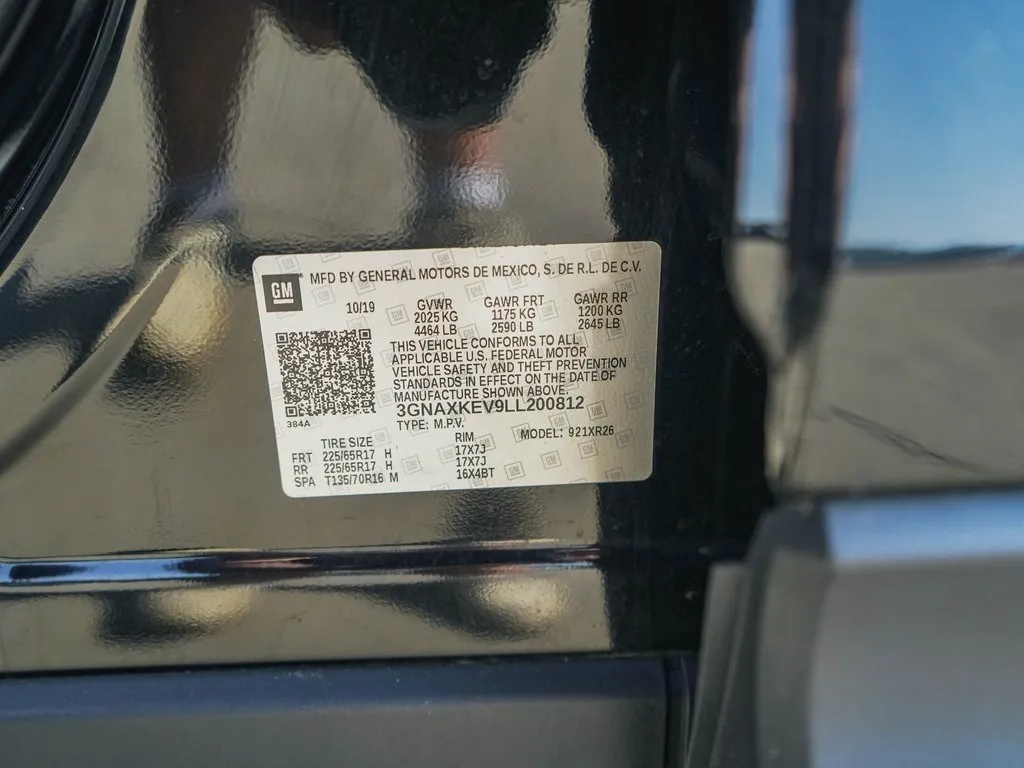 GM
MFD BY GENERAL MOTORS DE MEXICO, S. DE R.L. DE C.V.
10/19 GVWR GAWR FRT GAWR RR
2025 KG 1175 KG 1200 KG
4464 LB 2590 LB 2645 LB
THIS VEHICLE CONFORMS TO ALL
APPLICABLE U.S. FEDERAL MOTOR
VEHICLE SAFETY AND THEFT PREVENTION
STANDARDS IN EFFECT ON THE DATE OF
MANUFACTURE SHOWN ABOVE.
3GNAXKEV9LL200812
384A
TYPE: M.P.V. MODEL: 921XR26
TIRE SIZE RIM
FRT 225/65R17 H 17X7J
RR 225/65R17 H 17X7J
SPA T135/70R16 M 16X4BT